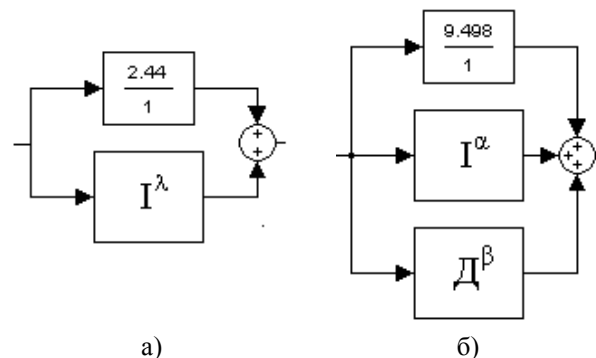 2.44
1
+
+
I^λ
а)
9.498
1
+
+
+
I^α
Д^β
б)